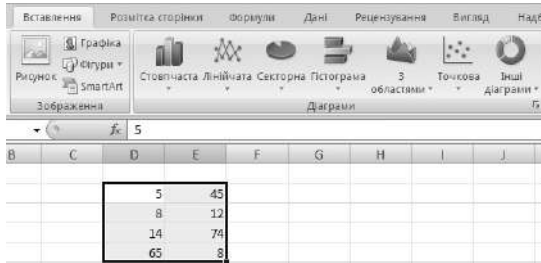 Вставлення Розмітка сторінки Формули Дані Рецензування Вигляд Надб
Рисунок
Графіка
Фігури
SmartArt
Зображення
Стовпчаста Лінійчата Секторна Гістограма З областями Точкова Інші діаграми
Діаграми
fx 5
B C D E F G H I J
5 45
8 12
14 74
65 8